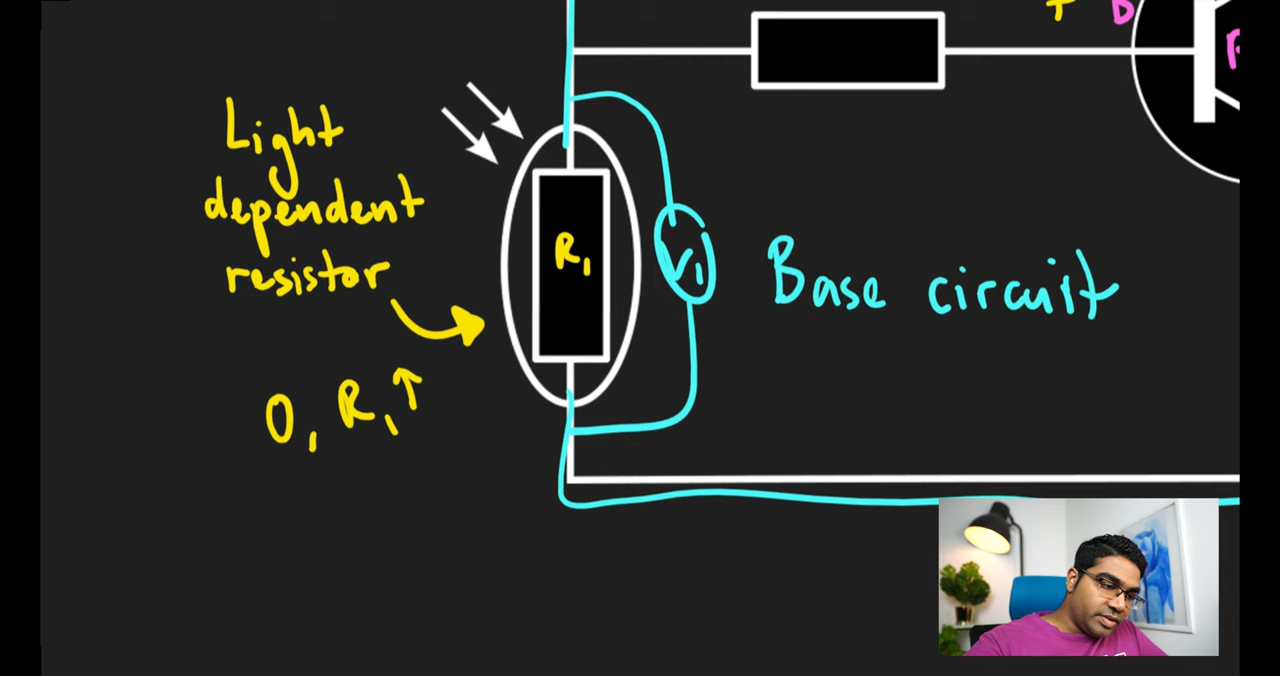 B
Light
dependent
resistor
R₁
V₁
Base circuit
0, R₁↑